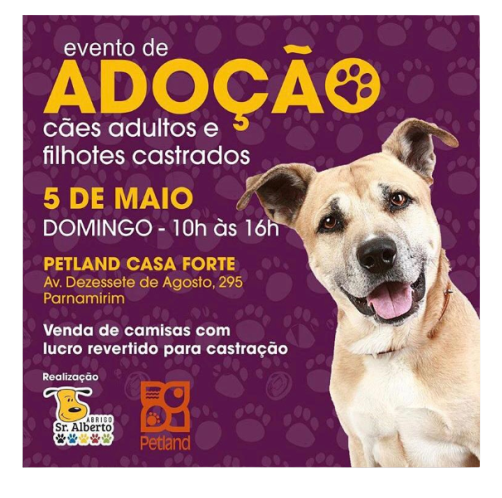 evento de
ADOÇÃO
cães adultos e
filhotes castrados
5 DE MAIO
DOMINGO - 10h às 16h
PETLAND CASA FORTE
Av. Dezessete de Agosto, 295
Parnamirim
Venda de camisas com
lucro revertido para castração
Realização
ABRIGO
Sr. Alberto
Petland